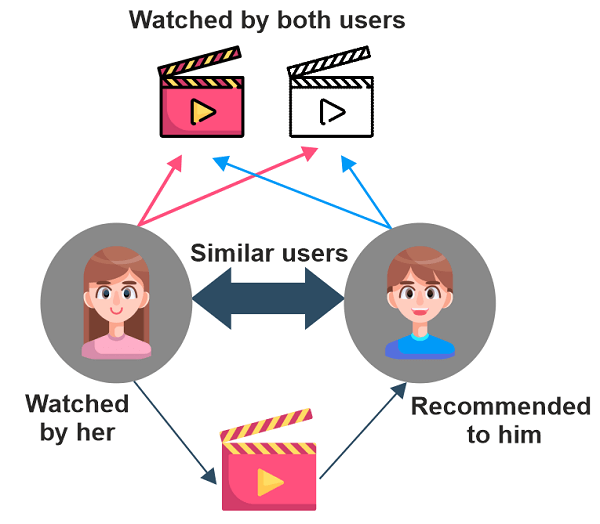 Watched by both users
Similar users
Watched
by her
Recommended
to him